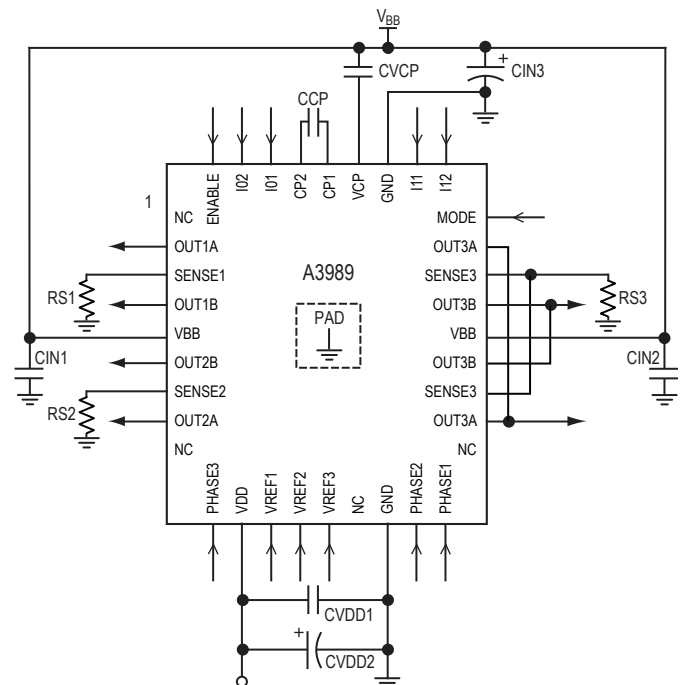 VBB
CVCP
CIN3
CCP
ENABLE
I02
I01
CP2
CP1
VCP
GND
I11
I12
1
NC
MODE
OUT1A
OUT3A
SENSE1
A3989
SENSE3
RS1
OUT1B
PAD
OUT3B
RS3
VBB
VBB
CIN1
OUT2B
OUT3B
CIN2
SENSE2
SENSE3
RS2
OUT2A
OUT3A
NC
NC
PHASE3
VDD
VREF1
VREF2
VREF3
NC
GND
PHASE2
PHASE1
CVDD1
+
CVDD2
+